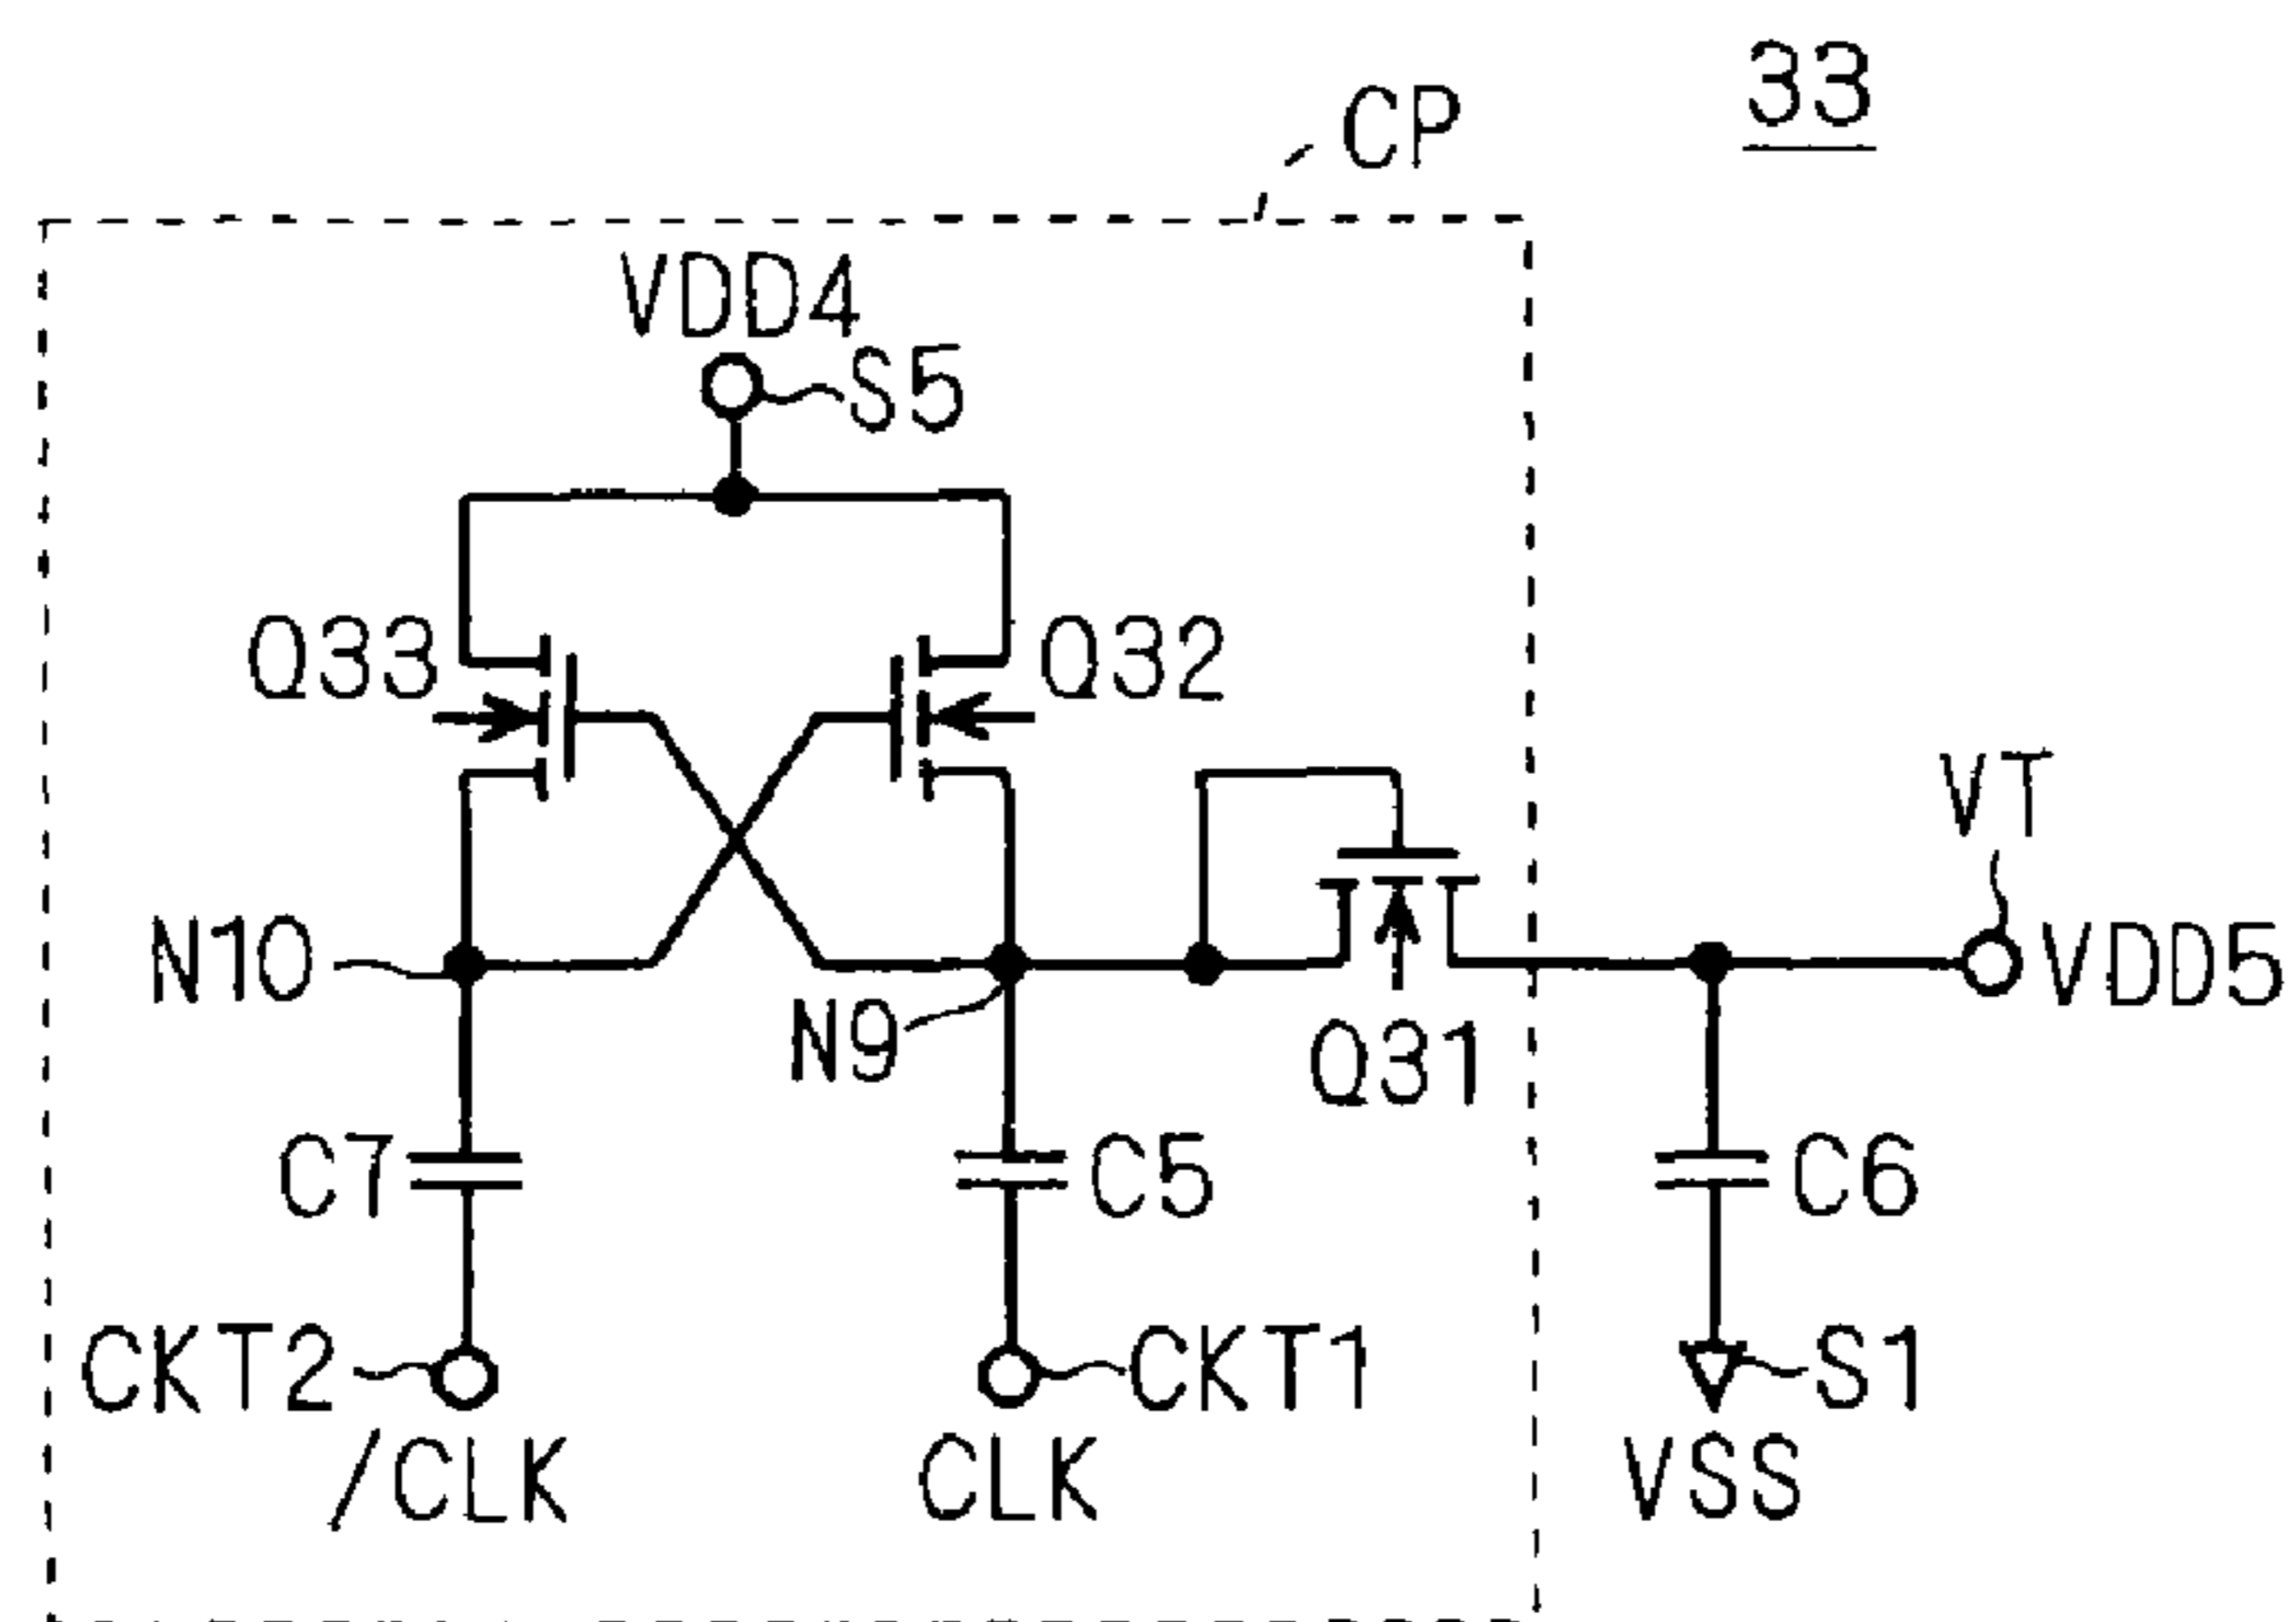 33
CP
VDD4
S5
Q33
Q32
VT
N10
VDD5
N9
Q31
C7
C5
C6
CKT2
CKT1
S1
/CLK
CLK
VSS